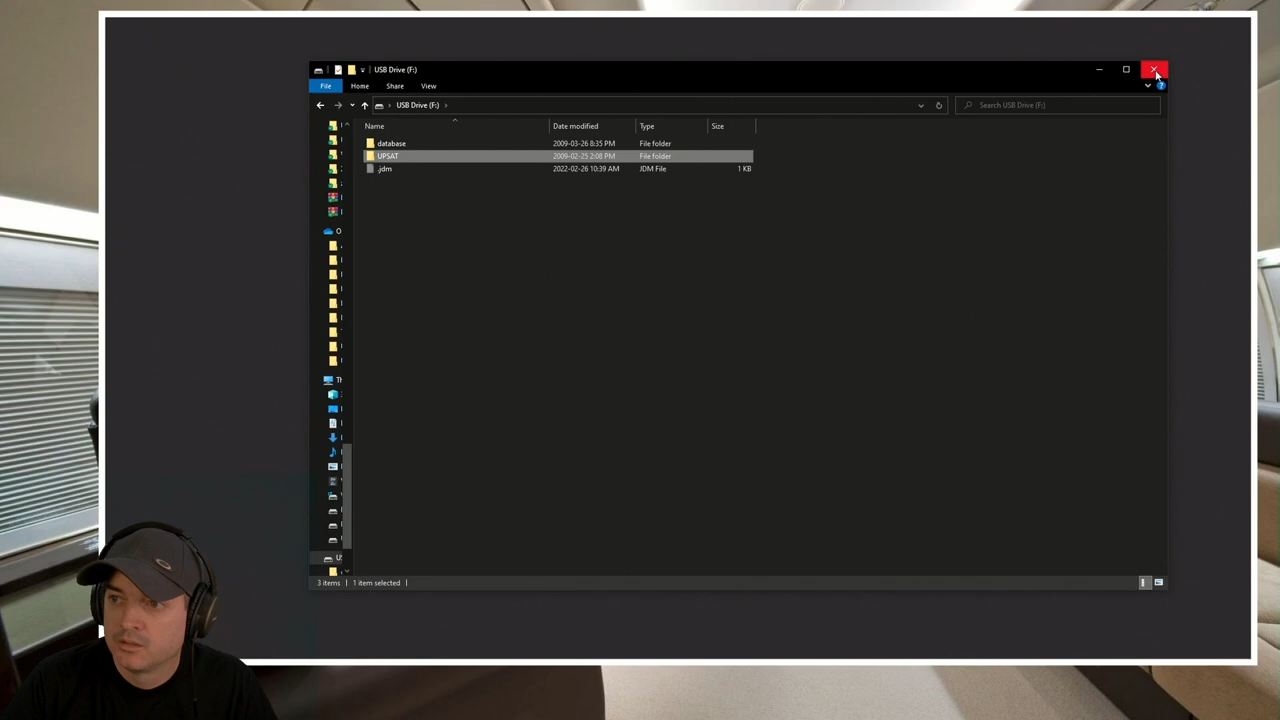 USB Drive (F:)
File Home Share View
USB Drive (F:) Search USB Drive (F:)
Name Date modified Type Size
database 2009-03-26 8:35 PM File folder
UPSAT 2009-02-25 2:08 PM File folder
.jdm 2022-02-26 10:39 AM JDM File 1 KB
O
Th
US
3 items 1 item selected